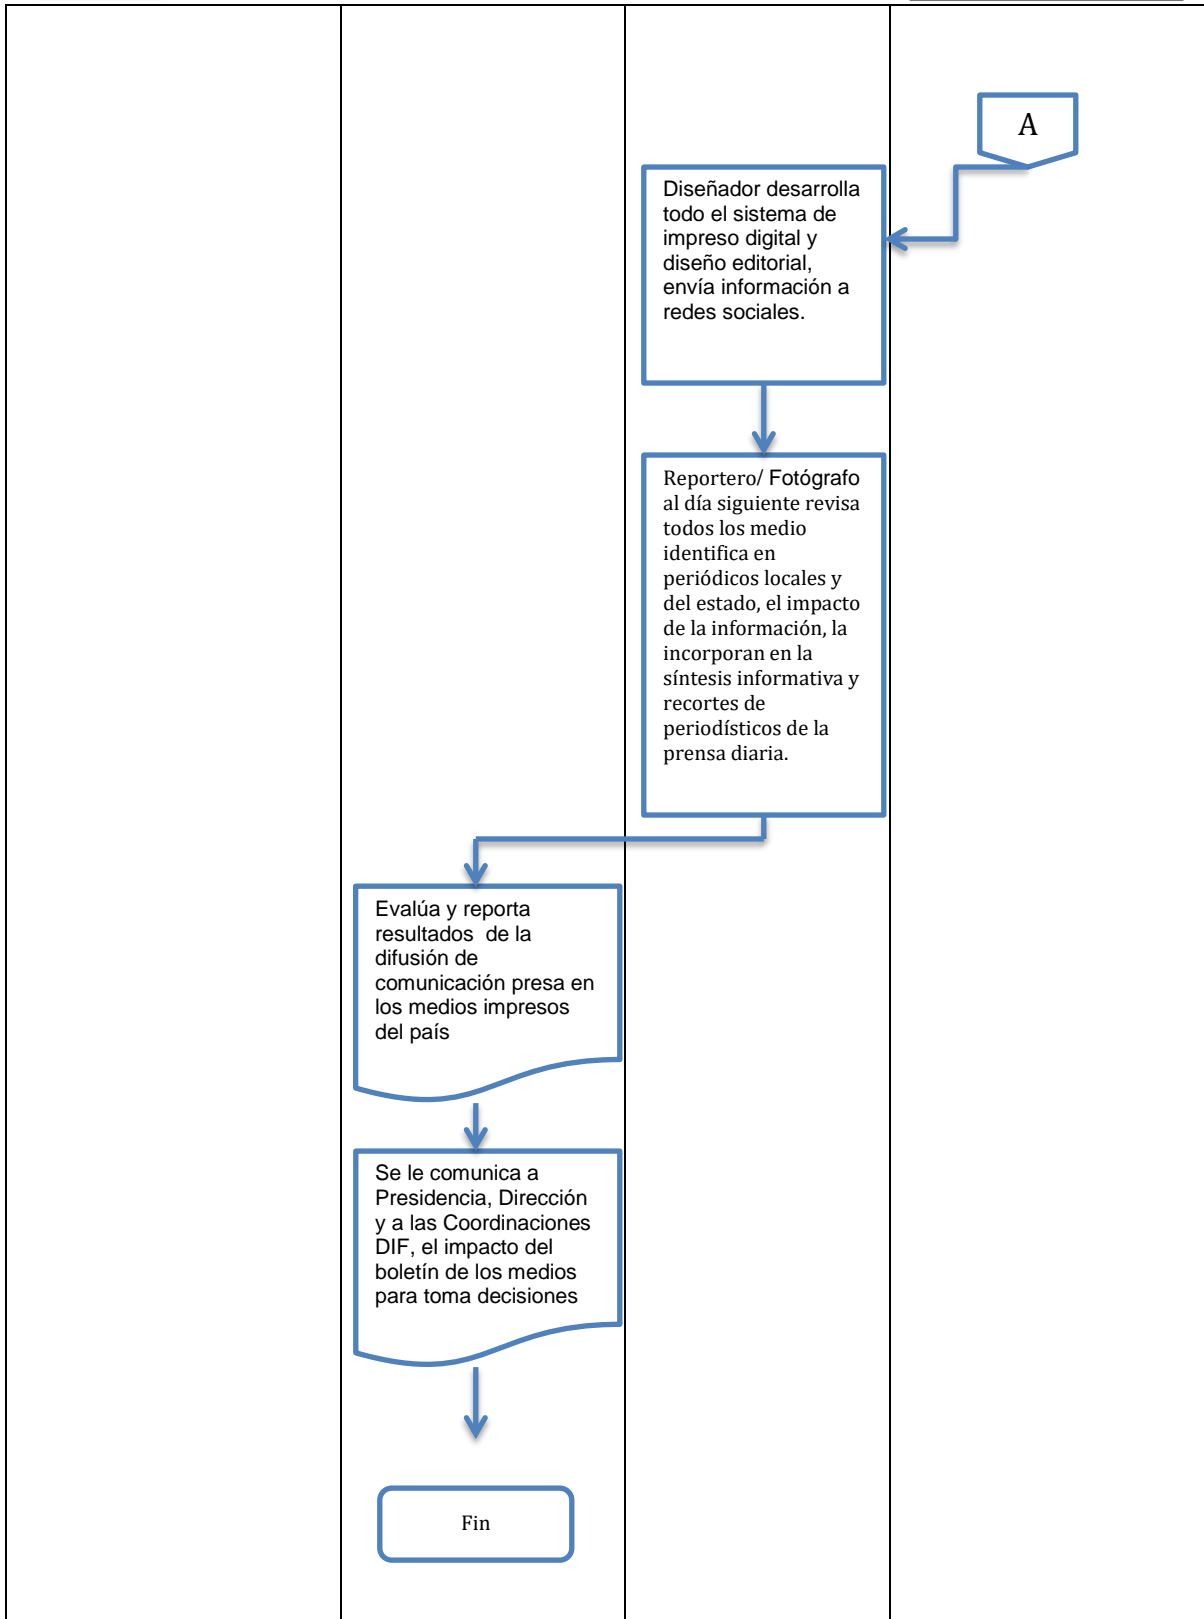 A
Diseñador desarrolla
todo el sistema de
impreso digital y
diseño editorial,
envía información a
redes sociales.
Reportero/ Fotógrafo
al día siguiente revisa
todos los medio
identifica en
periódicos locales y
del estado, el impacto
de la información, la
incorporan en la
síntesis informativa y
recortes de
periodísticos de la
prensa diaria.
Evalúa y reporta
resultados  de la
difusión de
comunicación presa en
los medios impresos
del país
Se le comunica a
Presidencia, Dirección
y a las Coordinaciones
DIF, el impacto del
boletín de los medios
para toma decisiones
Fin